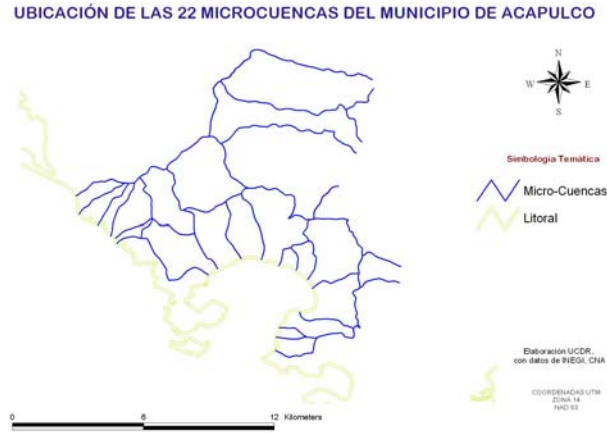 UBICACIÓN DE LAS 22 MICROCUENCAS DEL MUNICIPIO DE ACAPULCO
N
W E
S
Simbología Temática
Micro-Cuencas
Litoral
Elaboración UCDR,
con datos de INEGI, CNA
COORDENADAS UTM
ZONA 14
NAD 83
0 6 12 Kilometers